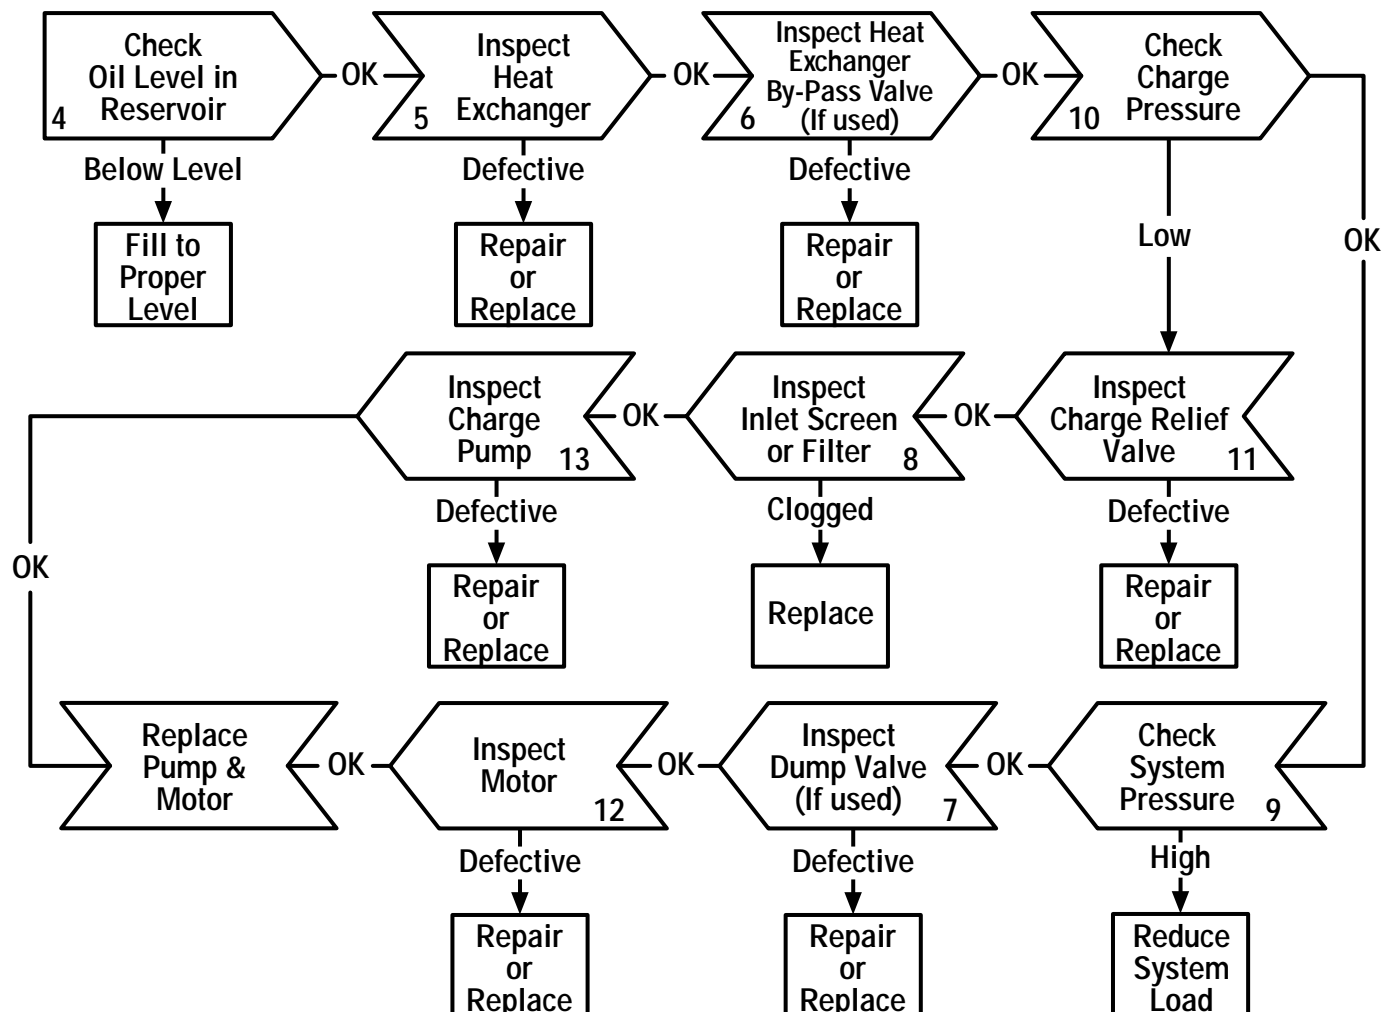 Check
Oil Level in
Reservoir
4
OK
Inspect
Heat
Exchanger
5
OK
Inspect Heat
Exchanger
By-Pass Valve
(If used)
6
OK
Check
Charge
Pressure
10
Below Level
Defective
Defective
Low
OK
Fill to
Proper
Level
Repair
or
Replace
Repair
or
Replace
Inspect
Charge
Pump
13
OK
Inspect
Inlet Screen
or Filter
8
OK
Inspect
Charge Relief
Valve
11
Defective
Clogged
Defective
OK
Repair
or
Replace
Replace
Repair
or
Replace
Replace
Pump &
Motor
OK
Inspect
Motor
12
OK
Inspect
Dump Valve
(If used)
7
OK
Check
System
Pressure
9
Defective
Defective
High
Repair
or
Replace
Repair
or
Replace
Reduce
System
Load